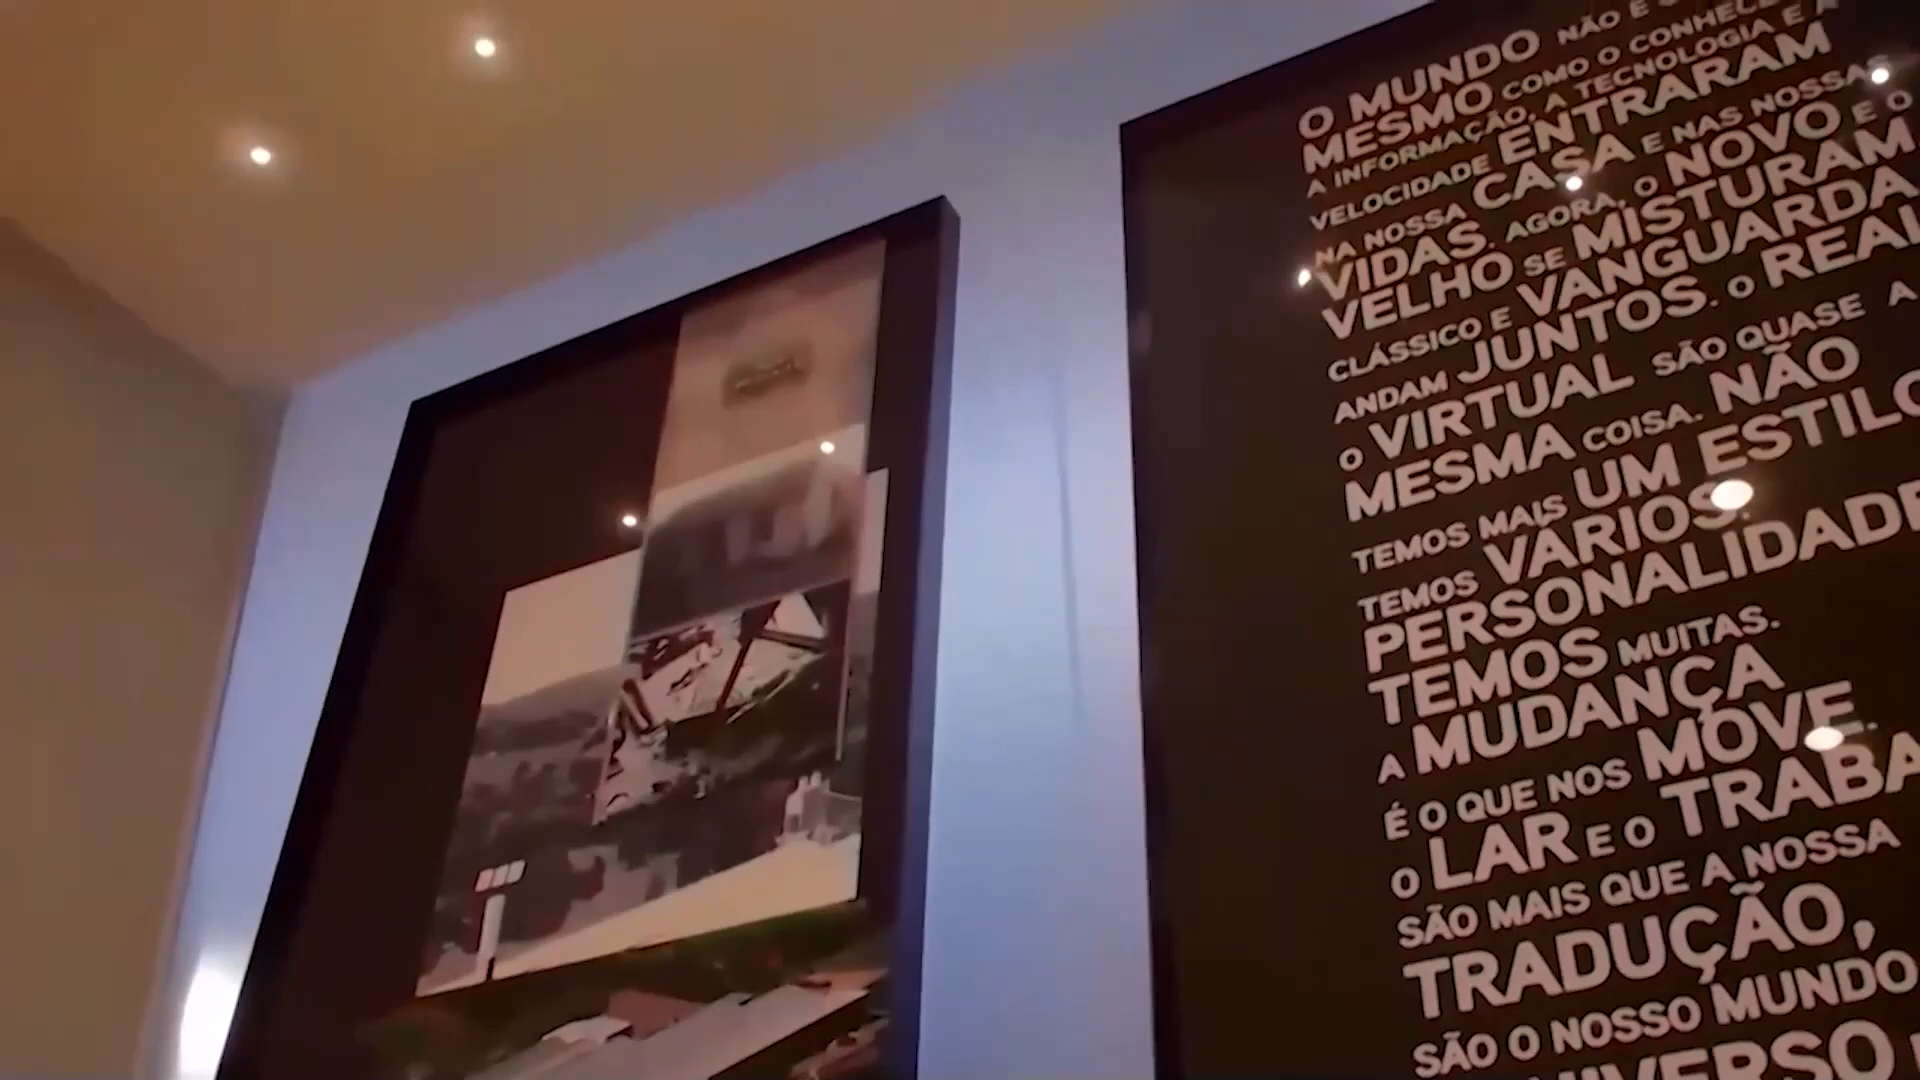 O MUNDO NÃO É
MESMO COMO O CONHECE
A INFORMAÇÃO, A TECNOLOGIA E A
VELOCIDADE ENTRARAM
NA NOSSA CASA E NAS NOSSAS
VIDAS. AGORA, O NOVO E O
VELHO SE MISTURAM
CLÁSSICO E VANGUARDA
ANDAM JUNTOS. O REAL
O VIRTUAL SÃO QUASE A
MESMA COISA. NÃO
TEMOS MAIS UM ESTILO
TEMOS VÁRIOS.
PERSONALIDADE
TEMOS MUITAS.
A MUDANÇA
É O QUE NOS MOVE.
O LAR E O TRABA
SÃO MAIS QUE A NOSSA
TRADUÇÃO,
SÃO O NOSSO MUNDO